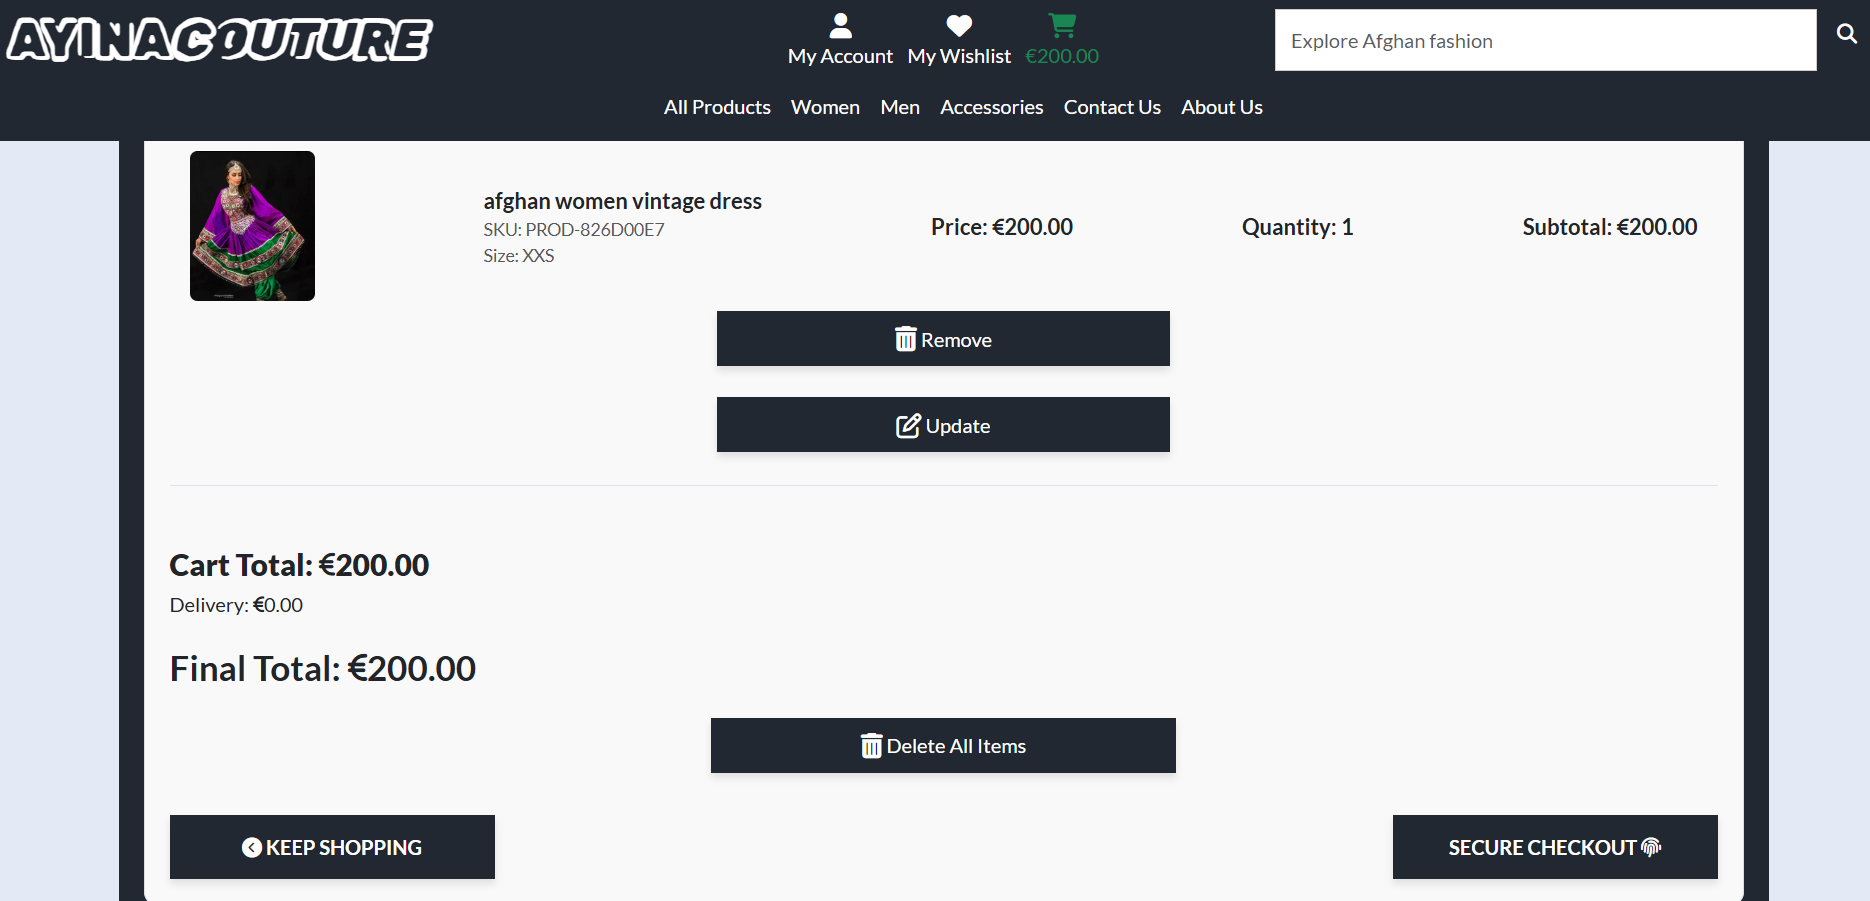 AYINACOUTURE
My Account
My Wishlist
€200.00
Explore Afghan fashion
All Products
Women
Men
Accessories
Contact Us
About Us
afghan women vintage dress
SKU: PROD-826D00E7
Size: XXS
Price: €200.00
Quantity: 1
Subtotal: €200.00
Remove
Update
Cart Total: €200.00
Delivery: €0.00
Final Total: €200.00
Delete All Items
KEEP SHOPPING
SECURE CHECKOUT